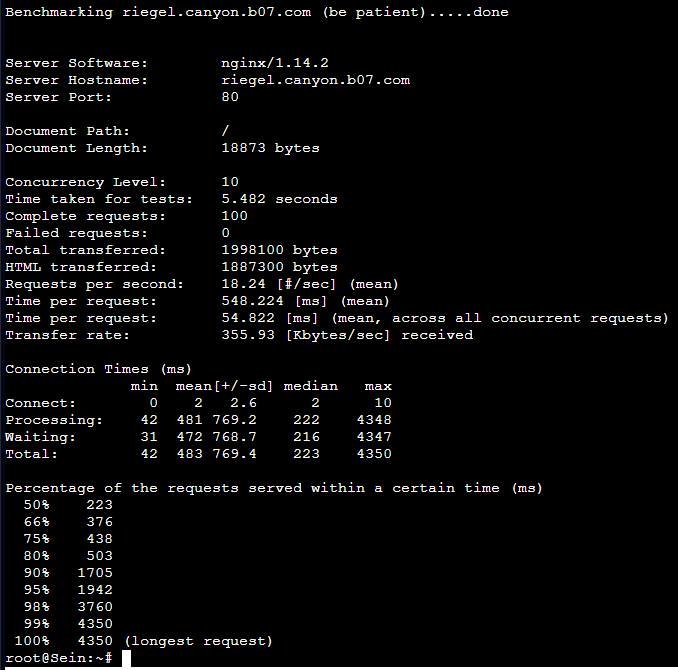 Benchmarking riegel.canyon.b07.com (be patient).....done
Server Software: nginx/1.14.2
Server Hostname: riegel.canyon.b07.com
Server Port: 80
Document Path: /
Document Length: 18873 bytes
Concurrency Level: 10
Time taken for tests: 5.482 seconds
Complete requests: 100
Failed requests: 0
Total transferred: 1998100 bytes
HTML transferred: 1887300 bytes
Requests per second: 18.24 [#/sec] (mean)
Time per request: 548.224 [ms] (mean)
Time per request: 54.822 [ms] (mean, across all concurrent requests)
Transfer rate: 355.93 [Kbytes/sec] received
Connection Times (ms)
min mean[+/-sd] median max
Connect: 0 2 2.6 2 10
Processing: 42 481 769.2 222 4348
Waiting: 31 472 768.7 216 4347
Total: 42 483 769.4 223 4350
Percentage of the requests served within a certain time (ms)
50% 223
66% 376
75% 438
80% 503
90% 1705
95% 1942
98% 3760
99% 4350
100% 4350 (longest request)
root@Sein:~#